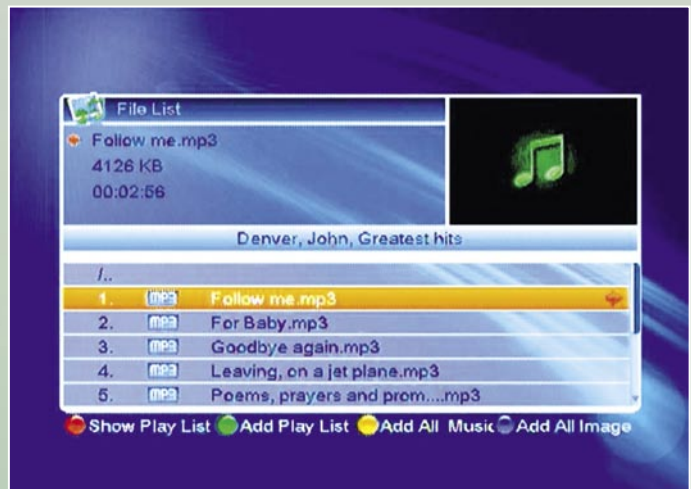 File List
Follow me.mp3
4126 KB
00:02:56
Denver, John, Greatest hits
/..
1. mp3 Follow me.mp3
2. mp3 For Baby.mp3
3. mp3 Goodbye again.mp3
4. mp3 Leaving, on a jet plane.mp3
5. mp3 Poems, prayers and prom....mp3
Show Play List Add Play List Add All Music Add All Image